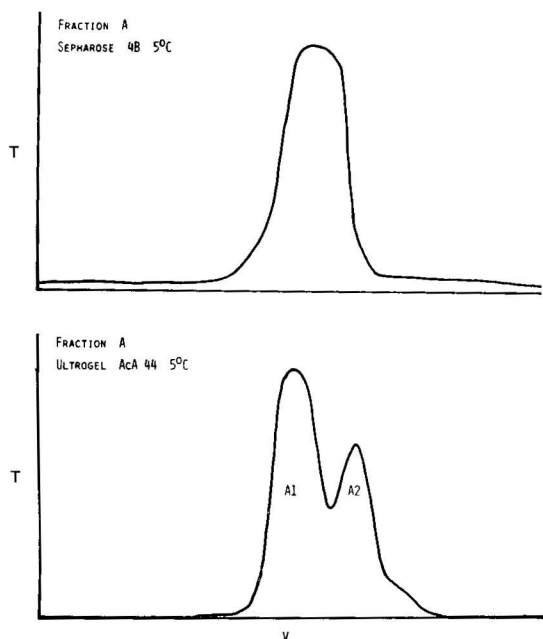 FRACTION A
SEPHAROSE 4B 5°C
T
FRACTION A
ULTROGEL AcA 44 5°C
T
A1
A2
V